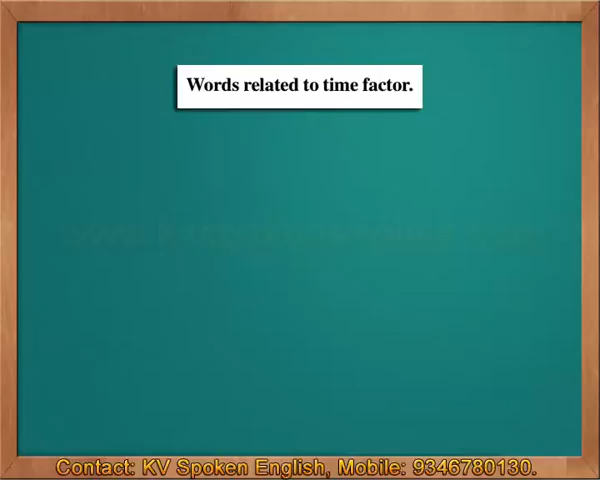 Words related to time factor.
Contact: KV Spoken English, Mobile: 9346780130.